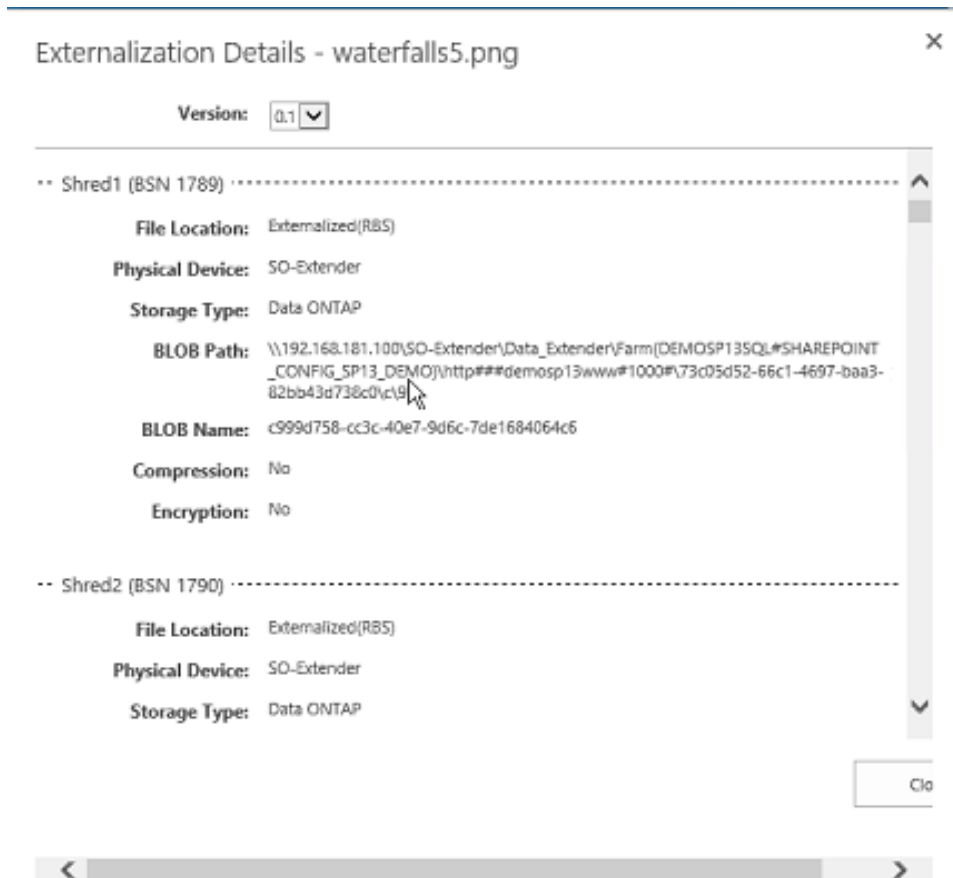 Externalization Details - waterfalls5.png
Version: 0.1
Shred1 (BSN 1789)
File Location: Externalized(RBS)
Physical Device: SO-Extender
Storage Type: Data ONTAP
BLOB Path: \\192.168.181.100\SO-Extender\Data_Extender\Farm(DEMOSP13SQL#SHAREPOINT
_CONFIG_SP13_DEMO)\http###demosp13www#1000#\73c05d52-66c1-4697-baa3-
82bb43d738c0\c\9
BLOB Name: c999d758-cc3c-40e7-9d6c-7de1684064c6
Compression: No
Encryption: No
Shred2 (BSN 1790)
File Location: Externalized(RBS)
Physical Device: SO-Extender
Storage Type: Data ONTAP
Clo